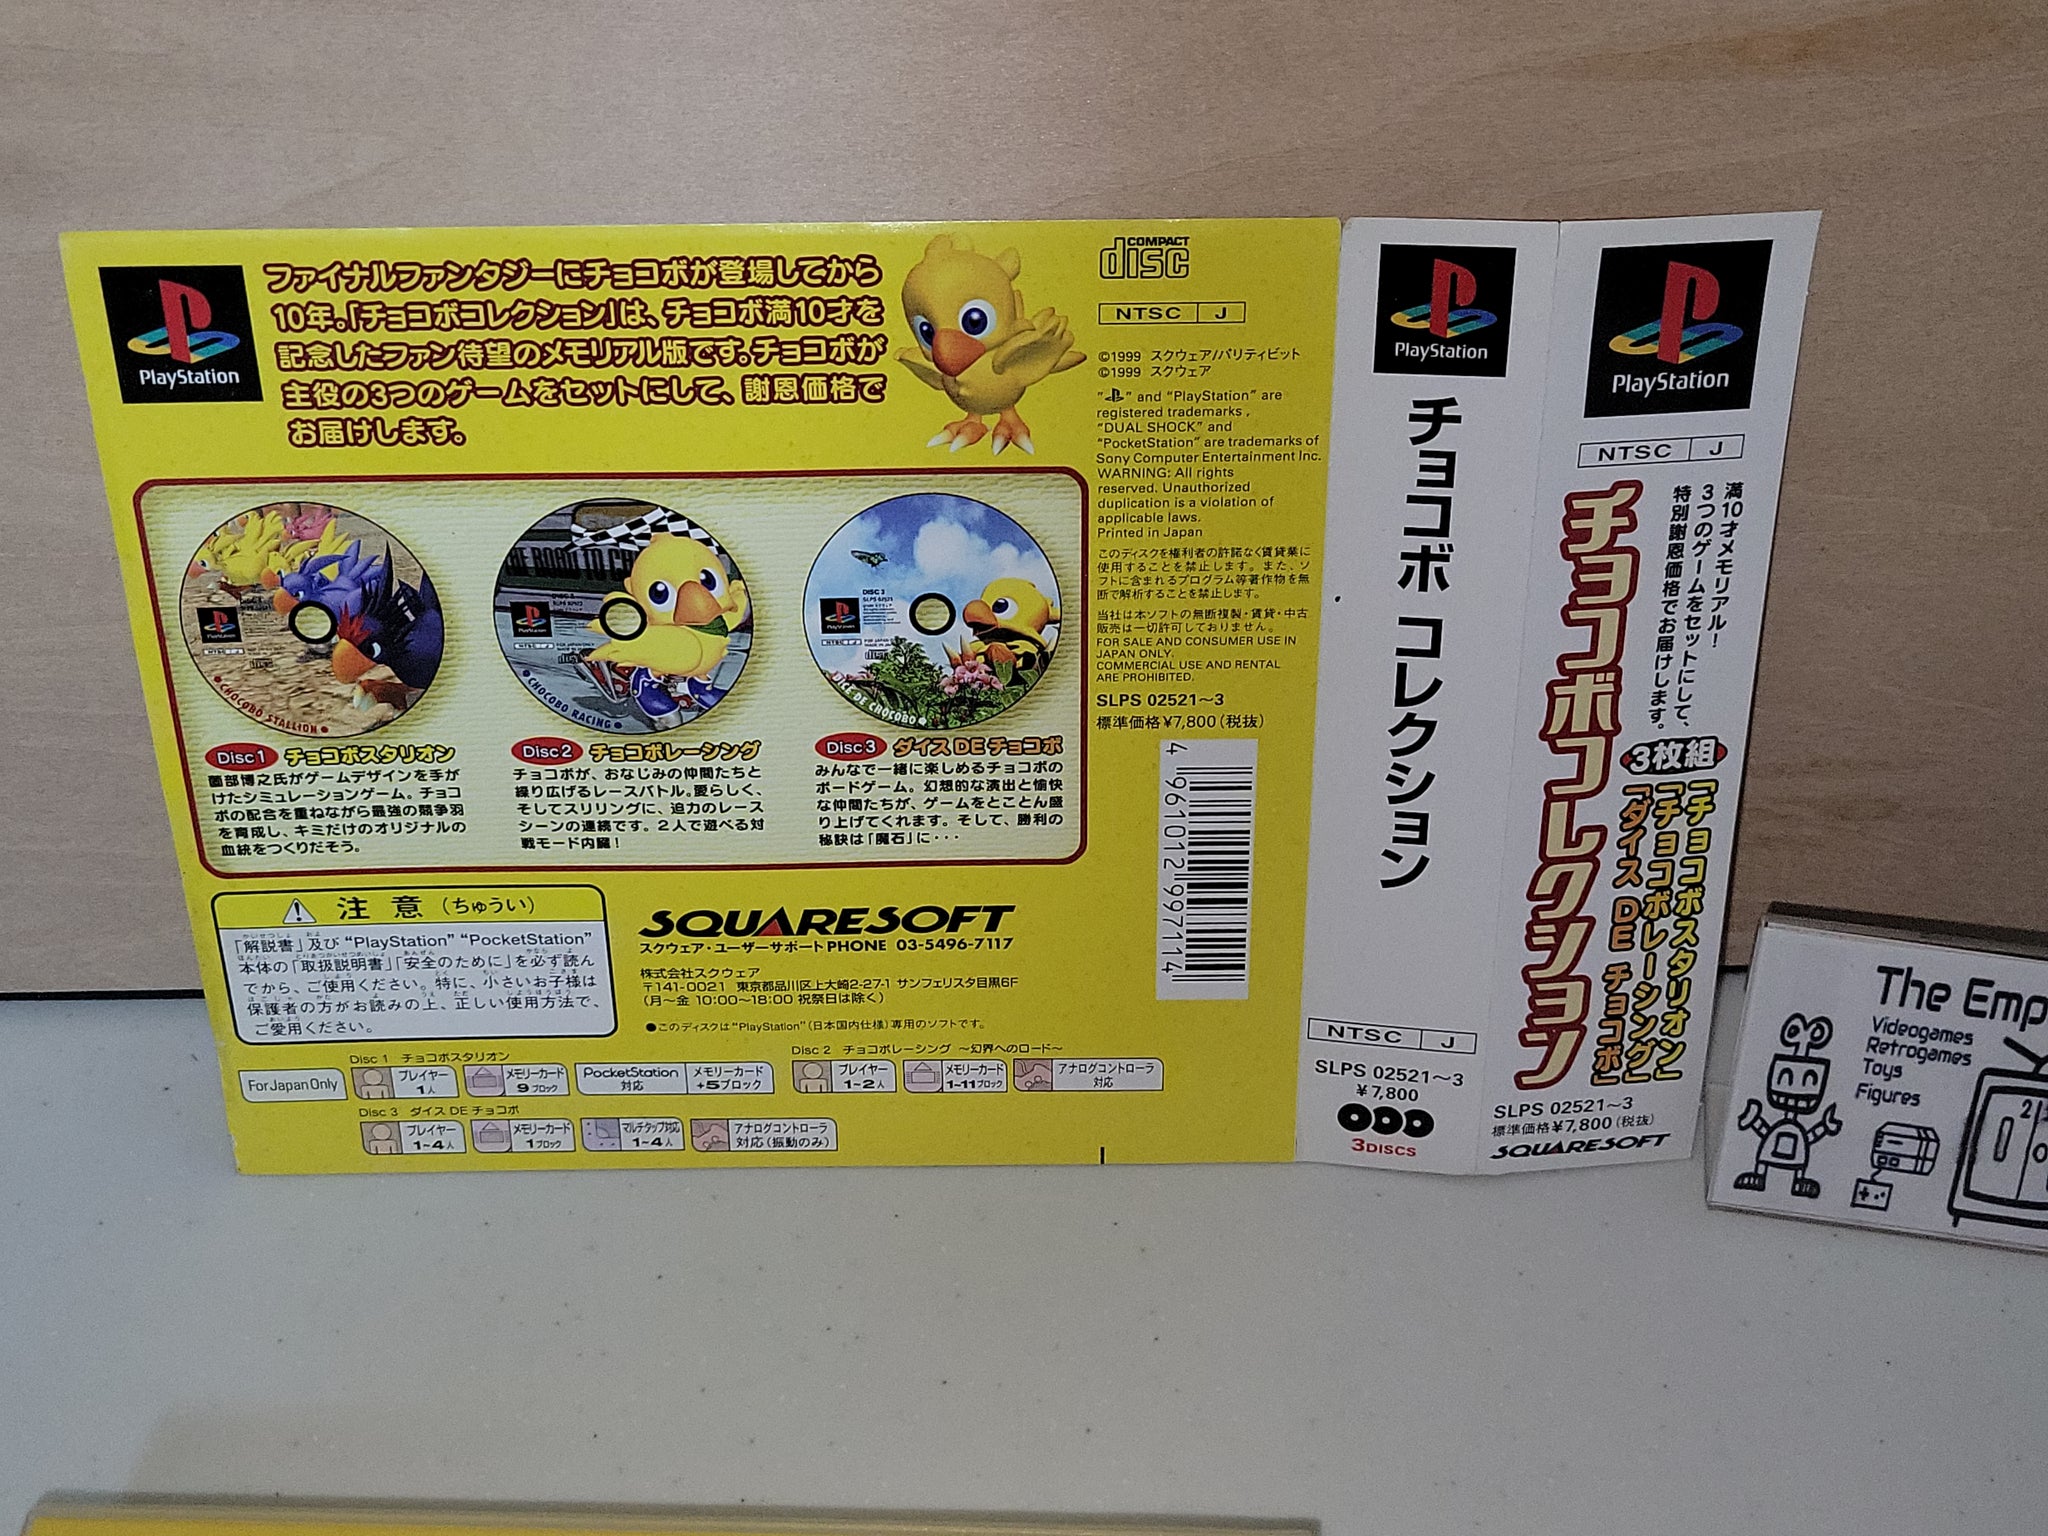 PlayStation
ファイナルファンタジーにチョコボが登場してから
10年。「チョコボコレクション」は、チョコボ満10才を
記念したファン待望のメモリアル版です。チョコボが
主役の3つのゲームをセットにして、謝恩価格で
お届けします。
CHOCOBO STALLION
CHOCOBO RACING
DISC 3
SLPS 02523
DICE DE CHOCOBO
Disc1 チョコボスタリオン
薗部博之氏がゲームデザインを手が
けたシミュレーションゲーム。チョコ
ボの配合を重ねながら最強の競争羽
を育成し、キミだけのオリジナルの
血統をつくりだそう。
Disc2 チョコボレーシング
チョコボが、おなじみの仲間たちと
繰り広げるレースバトル。愛らしく、
そしてスリリングに、迫力のレース
シーンの連続です。2人で遊べる対
戦モード内臓！
Disc3 ダイス DE チョコボ
みんなで一緒に楽しめるチョコボの
ボードゲーム。幻想的な演出と愉快
な仲間たちが、ゲームをとことん盛
り上げてくれます。そして、勝利の
秘訣は「魔石」に・・・
注 意 （ちゅうい）
「解説書」及び“PlayStation” “PocketStation”
本体の「取扱説明書」「安全のために」を必ず読ん
でから、ご使用ください。特に、小さいお子様は
保護者の方がお読みの上、正しい使用方法で、
ご愛用ください。
SQUARESOFT
スクウェア・ユーザーサポート PHONE 03-5496-7117
株式会社スクウェア
〒141-0021 東京都品川区上大崎2-27-1 サンフェリスタ目黒6F
（月～金 10:00～18:00 祝祭日は除く）
●このディスクは“PlayStation”（日本国内仕様）専用のソフトです。
For Japan Only
Disc 1 チョコボスタリオン
プレイヤー
1人
メモリーカード
9ブロック
PocketStation
対応
メモリーカード
+5ブロック
Disc 2 チョコボレーシング ～幻界へのロード～
プレイヤー
1~2人
メモリーカード
1~11ブロック
アナログコントローラ
対応
Disc 3 ダイス DE チョコボ
プレイヤー
1~4人
メモリーカード
1ブロック
マルチタップ対応
1~4人
アナログコントローラ
対応（振動のみ）
COMPACT
disc
NTSC J
©1999 スクウェア/パリティビット
©1999 スクウェア
“ ” and “PlayStation” are
registered trademarks ,
“DUAL SHOCK” and
“PocketStation” are trademarks of
Sony Computer Entertainment Inc.
WARNING: All rights
reserved. Unauthorized
duplication is a violation of
applicable laws.
Printed in Japan
このディスクを権利者の許諾なく賃貸業に
使用することを禁止します。また、ソ
フトに含まれるプログラム等著作物を無
断で解析することを禁止します。
当社は本ソフトの無断複製・賃貸・中古
販売は一切許可しておりません。
FOR SALE AND CONSUMER USE IN
JAPAN ONLY.
COMMERCIAL USE AND RENTAL
ARE PROHIBITED.
SLPS 02521～3
標準価格¥7,800（税抜）
4 961012 997114
PlayStation
チョコボ コレクション
NTSC J
SLPS 02521～3
¥7,800
3DISCS
PlayStation
NTSC J
満10才メモリアル！
3つのゲームをセットにして、
特別謝恩価格でお届けします。
チョコボコレクション
3枚組
「チョコボスタリオン」
「チョコボレーシング」
「ダイス DE チョコボ」
SLPS 02521～3
標準価格¥7,800（税抜）
SQUARESOFT
The Emp
Videogames
Retrogames
Toys
Figures